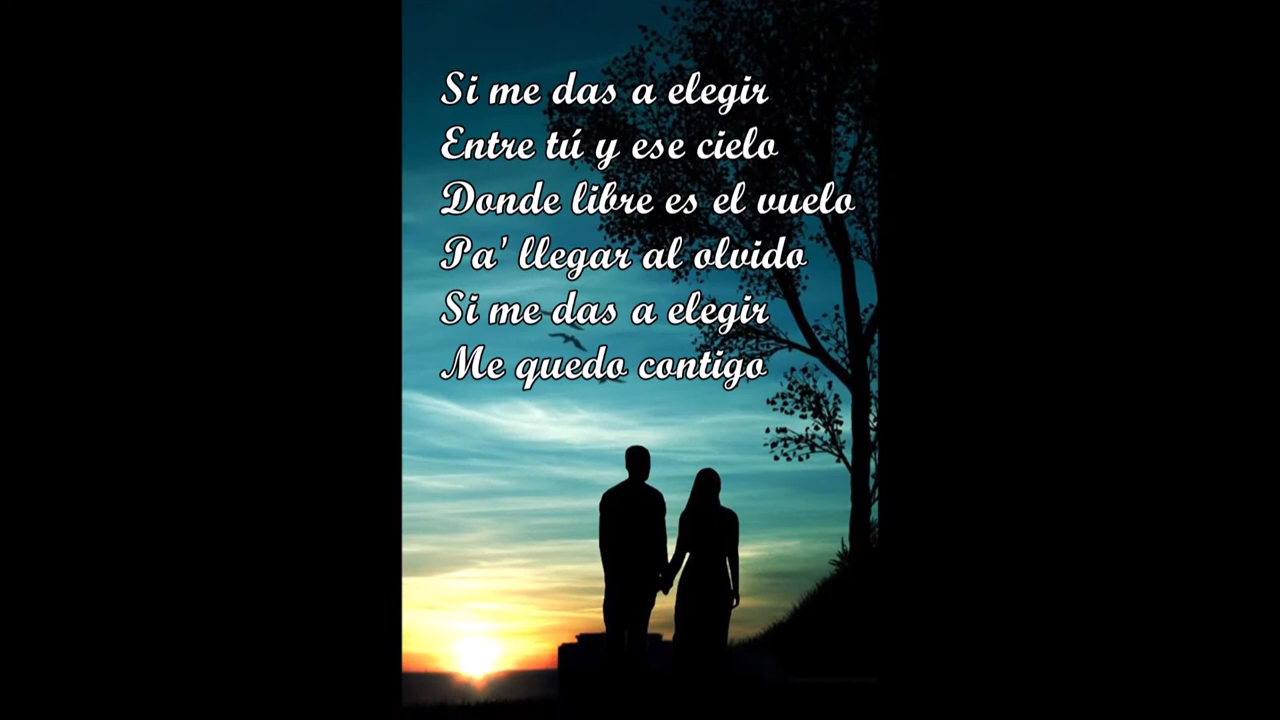 Si me das a elegir
Entre tú y ese cielo
Donde libre es el vuelo
Pa' llegar al olvido
Si me das a elegir
Me quedo contigo